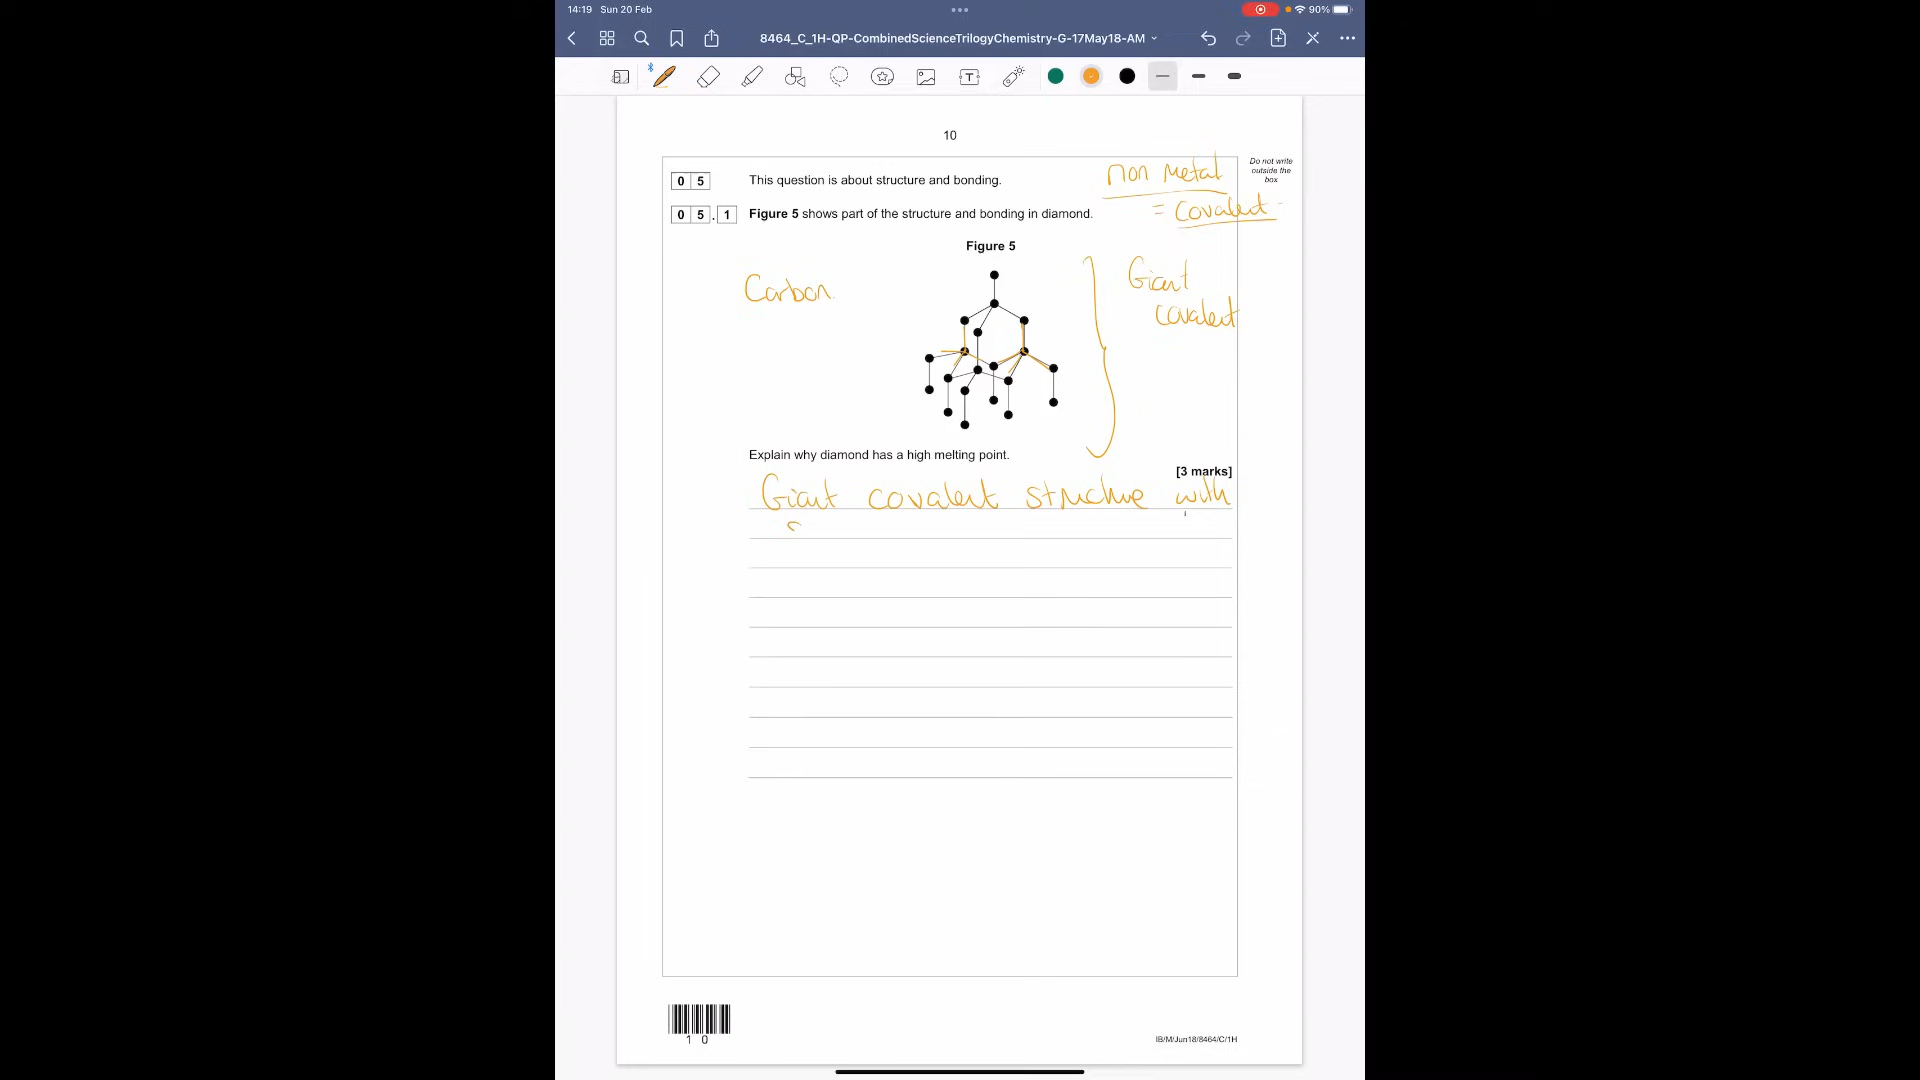 14:19 Sun 20 Feb
90%
8464_C_1H-QP-CombinedScienceTrilogyChemistry-G-17May18-AM
T
10
Do not write
outside the
box
0 5 This question is about structure and bonding.
non metal
= covalent
0 5 . 1 Figure 5 shows part of the structure and bonding in diamond.
Figure 5
Carbon
Giant
covalent
Explain why diamond has a high melting point.
[3 marks]
Giant covalent structure with
1 0
IB/M/Jun18/8464/C/1H